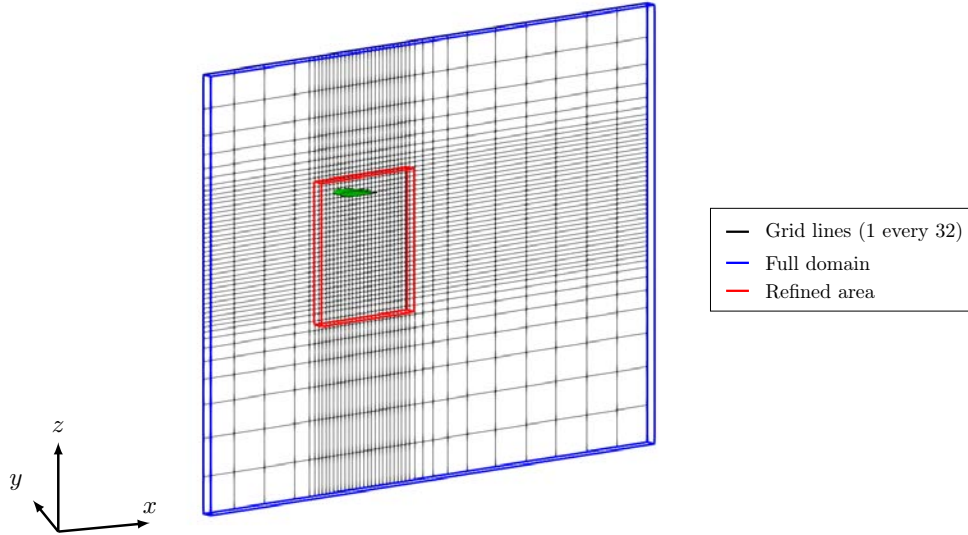 Grid lines (1 every 32)
Full domain
Refined area
z
y
x